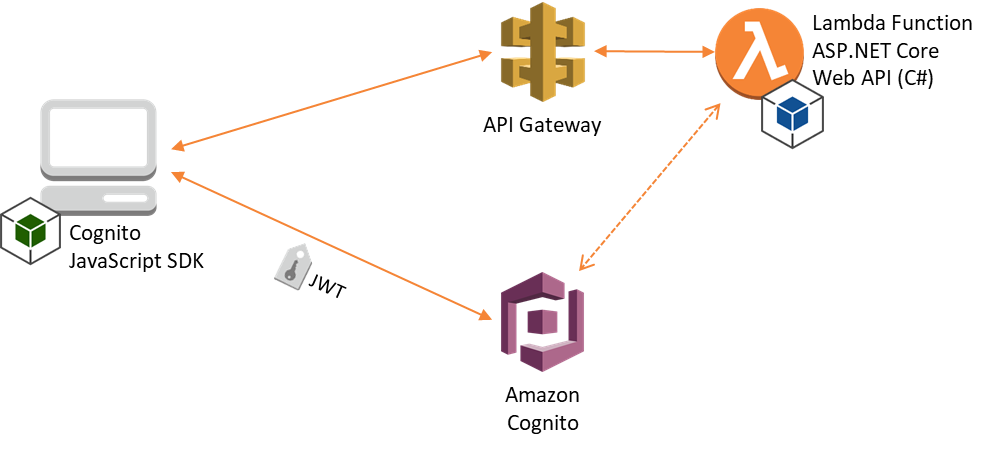 Lambda Function
ASP.NET Core
Web API (C#)
API Gateway
Cognito
JavaScript SDK
JWT
Amazon
Cognito